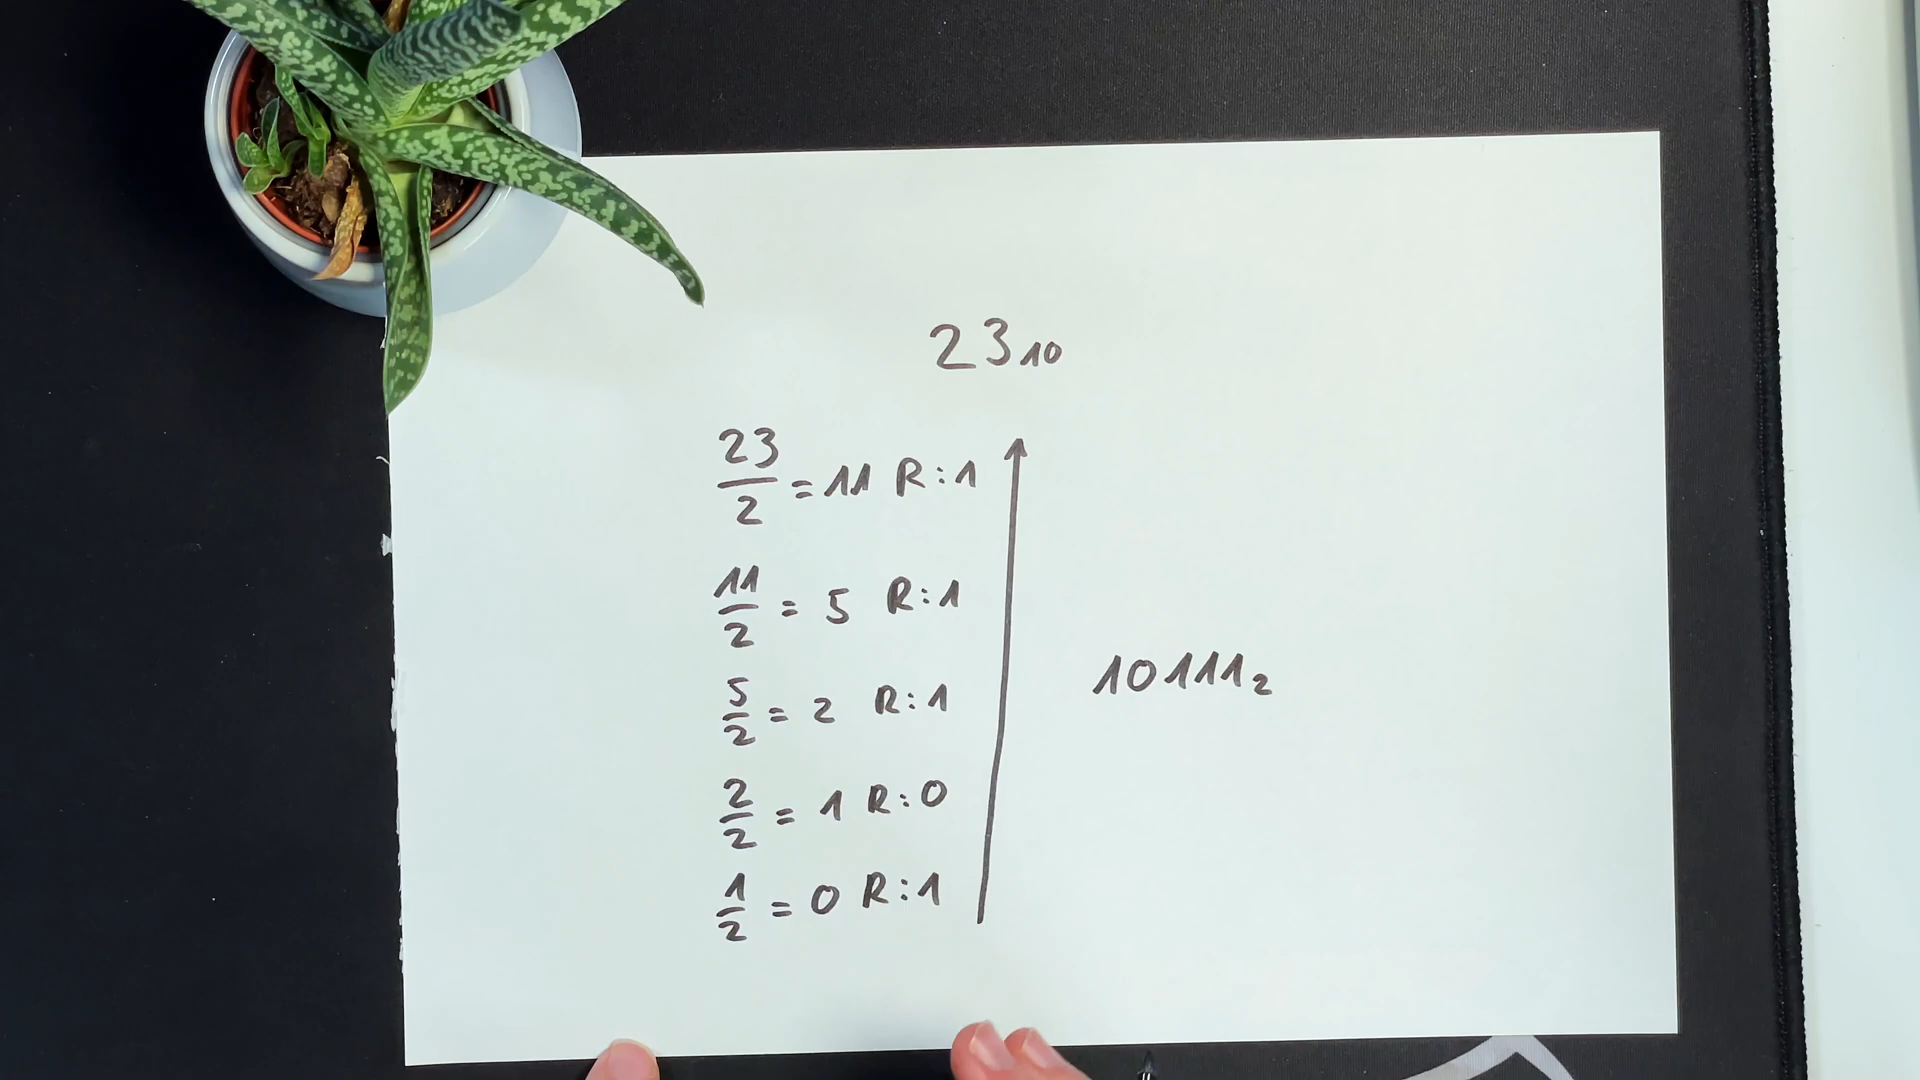 23₁₀
23/2 = 11 R:1
11/2 = 5 R:1
5/2 = 2 R:1
10111₂
2/2 = 1 R:0
1/2 = 0 R:1